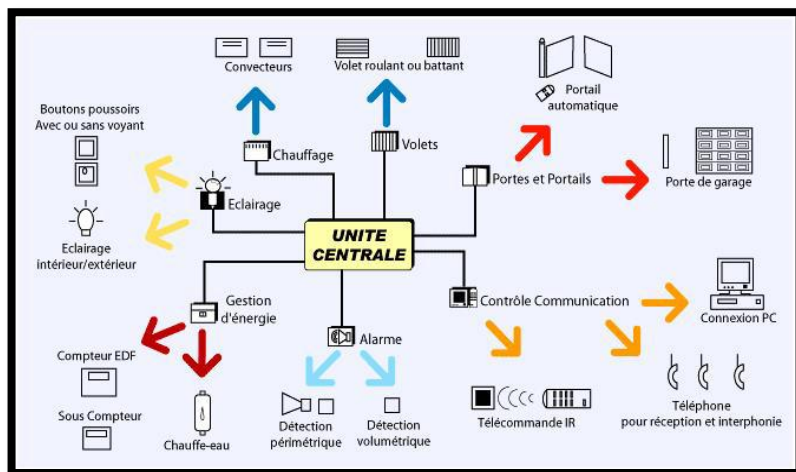 Convecteurs
Volet roulant ou battant
Portail
automatique
Boutons poussoirs
Avec ou sans voyant
Chauffage
Volets
Portes et Portails
Porte de garage
Eclairage
UNITE
CENTRALE
Eclairage
intérieur/extérieur
Gestion
d'énergie
Contrôle Communication
Connexion PC
Alarme
Compteur EDF
Sous Compteur
Chauffe-eau
Détection
périmétrique
Détection
volumétrique
Télécommande IR
Téléphone
pour réception et interphonie